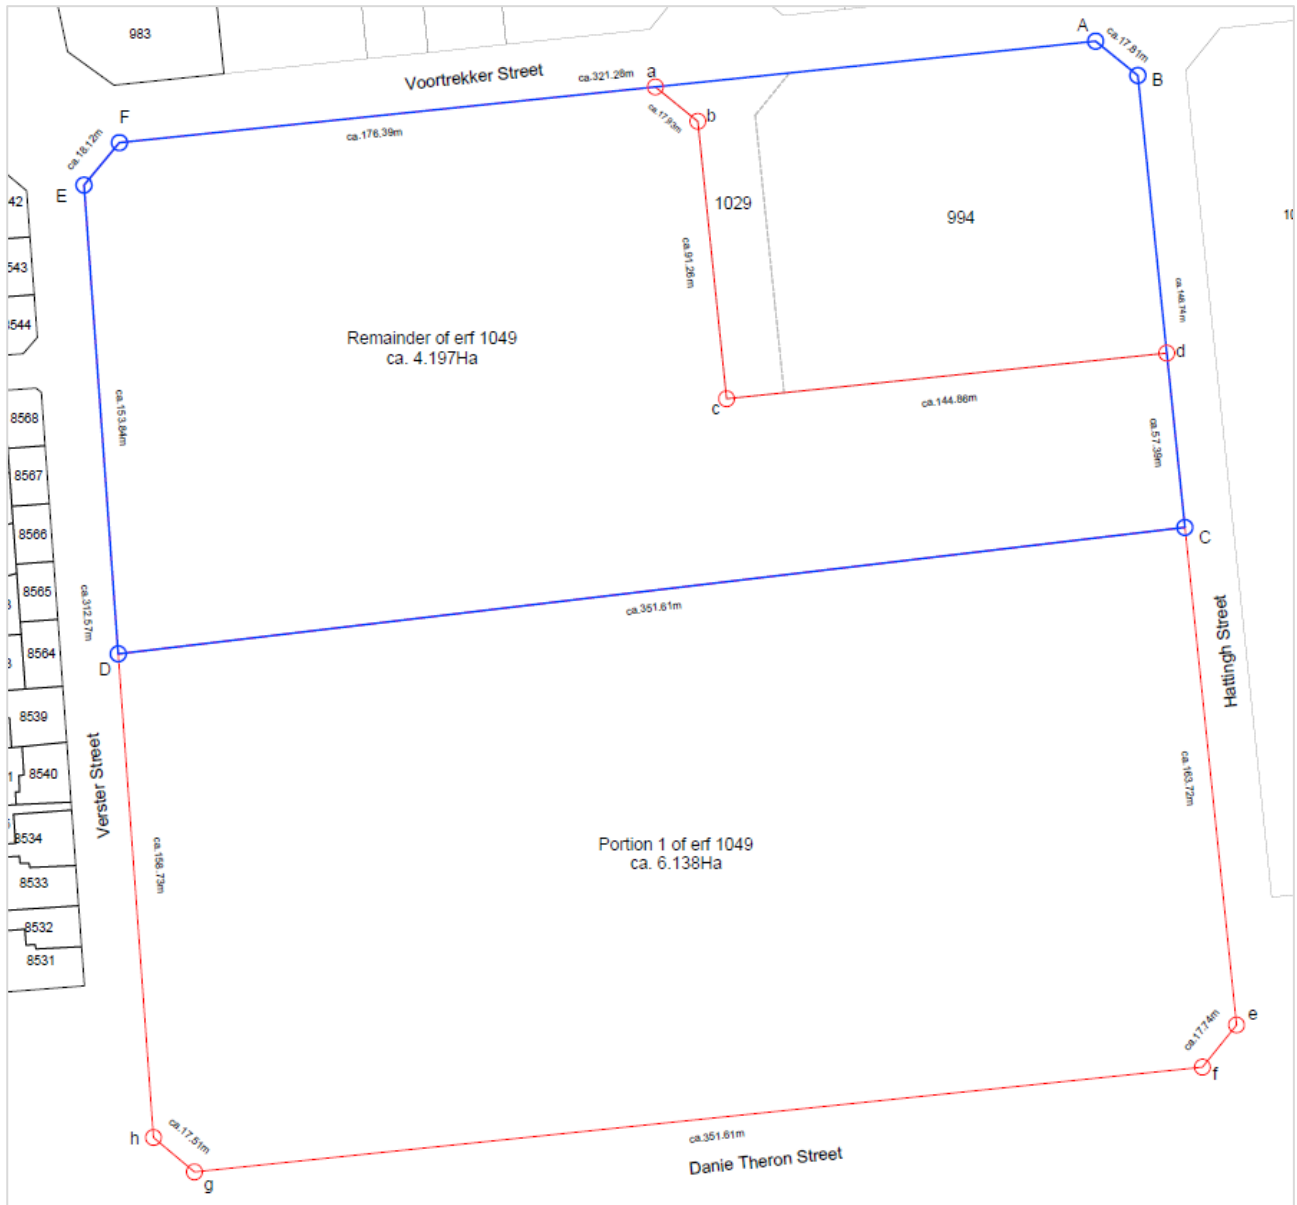 983
A
ca.17.81m
B
Voortrekker Street
ca.321.28m
a
ca.17.93m
b
F
ca.176,39m
ca.18.12m
E
42
543
8544
1029
994
10
ca.91.26m
ca.148.74m
Remainder of erf 1049
ca. 4.197Ha
d
c
ca.144.86m
ca.57.39m
ca.153.84m
8568
8567
8566
8565
8564
8539
8540
8534
8533
8532
8531
C
ca.351.61m
ca.312.57m
D
Hattingh Street
Verster Street
ca.163.72m
Portion 1 of erf 1049
ca. 6.138Ha
ca.158.73m
e
ca.17.74m
f
h
ca.17.51m
g
ca.351.61m
Danie Theron Street